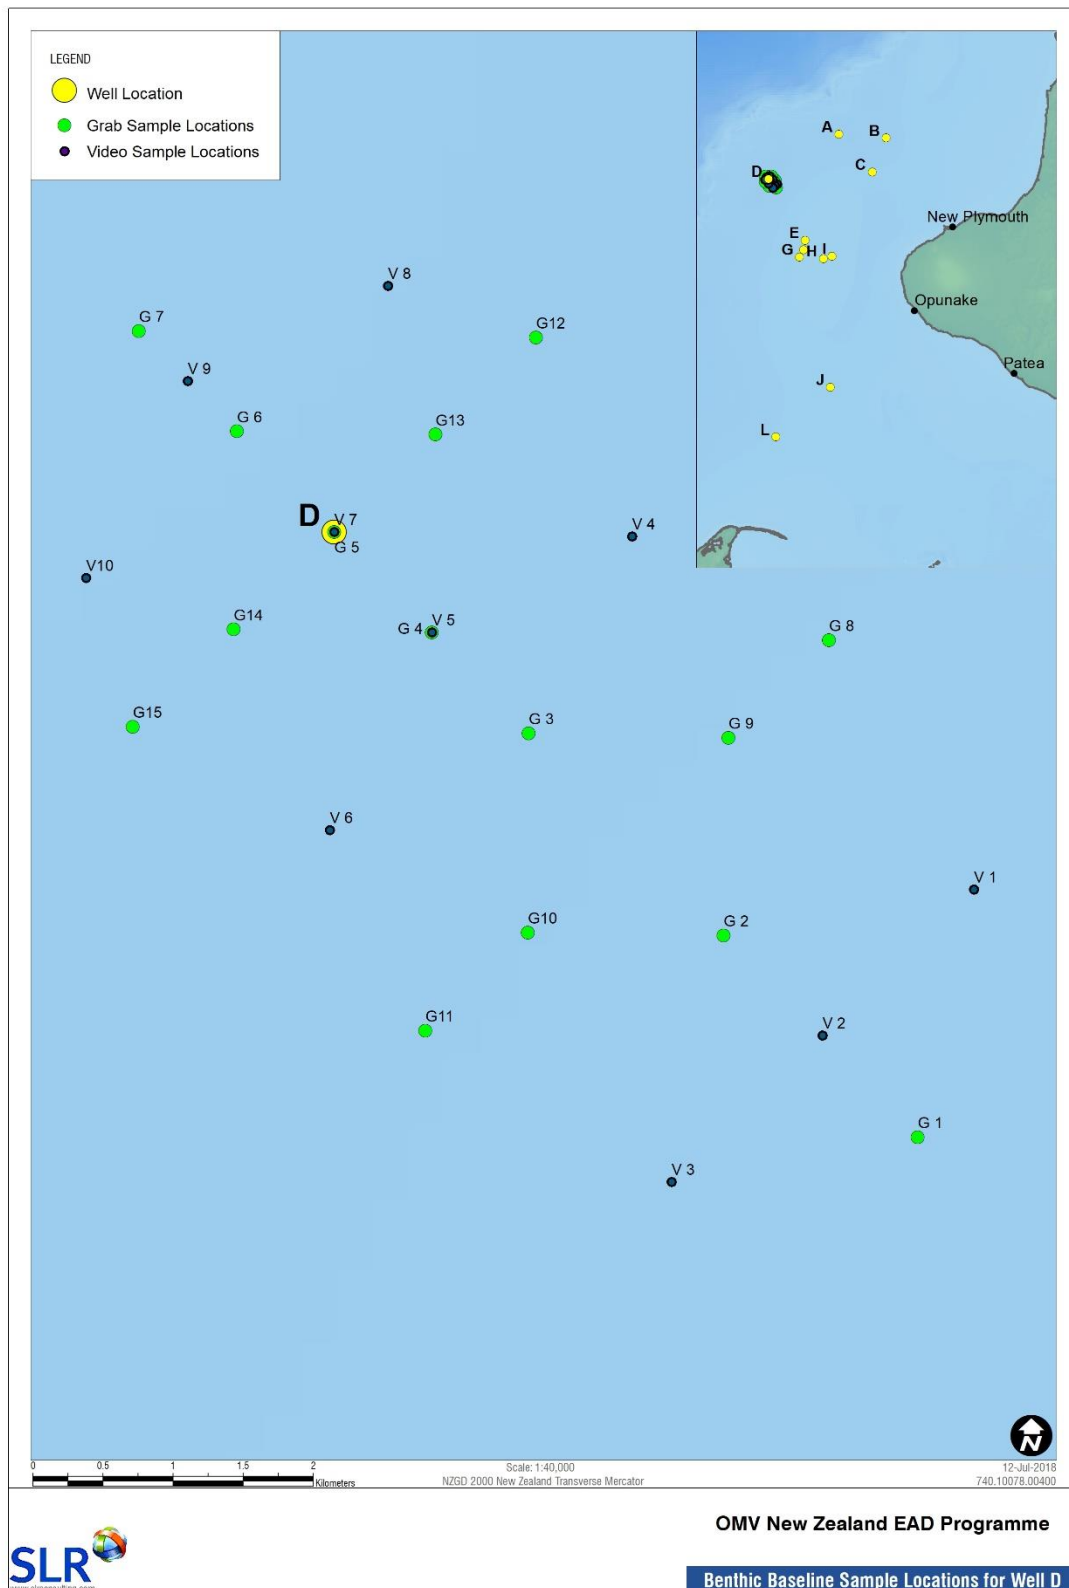 LEGEND
Well Location
Grab Sample Locations
Video Sample Locations
A
B
C
D
New Plymouth
E
G
H
I
Opunake
Patea
J
L
V 8
G 7
G12
V 9
G 6
G13
D
V 7
G 5
V 4
V10
G14
G 4
V 5
G 8
G15
G 3
G 9
V 6
V 1
G10
G 2
G11
V 2
G 1
V 3
N
0 0.5 1 1.5 2
Kilometers
Scale: 1:40,000
NZGD 2000 New Zealand Transverse Mercator
12-Jul-2018
740.10078.00400
OMV New Zealand EAD Programme
SLR
Benthic Baseline Sample Locations for Well D